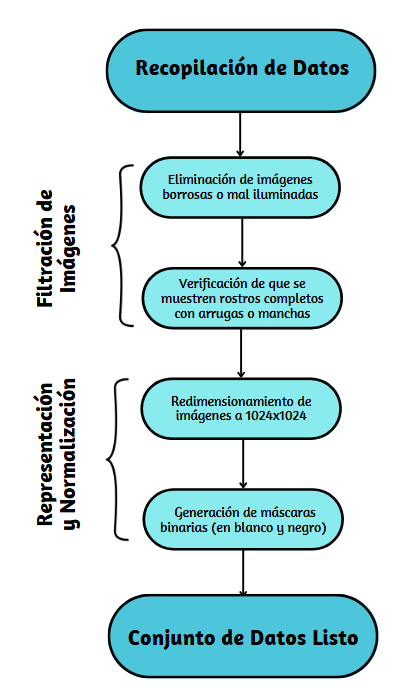 Recopilación de Datos
Filtración de
Imágenes
Eliminación de imágenes
borrosas o mal iluminadas
Verificación de que se
muestren rostros completos
con arrugas o manchas
Representación
y Normalización
Redimensionamiento de
imágenes a 1024x1024
Generación de máscaras
binarias (en blanco y negro)
Conjunto de Datos Listo